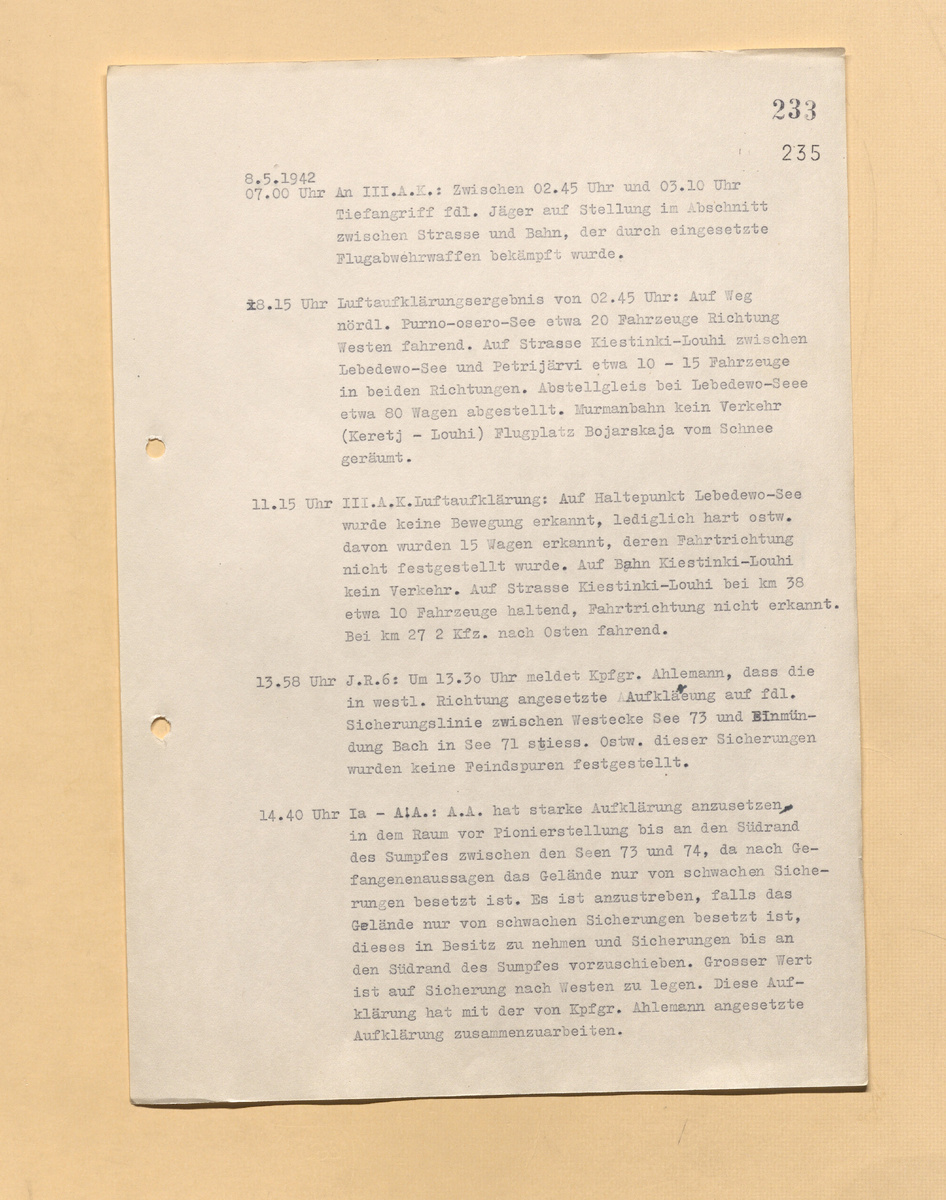 233
235
8.5.1942
07.00 Uhr An III.A.K.: Zwischen 02.45 Uhr und 03.10 Uhr
Tiefangriff fdl. Jäger auf Stellung im Abschnitt
zwischen Strasse und Bahn, der durch eingesetzte
Flugabwehrwaffen bekämpft wurde.
18.15 Uhr Luftaufklärungsergebnis von 02.45 Uhr: Auf Weg
nördl. Purno-osero-See etwa 20 Fahrzeuge Richtung
Westen fahrend. Auf Strasse Kiestinki-Louhi zwischen
Lebedewo-See und Petrijärvi etwa 10 - 15 Fahrzeuge
in beiden Richtungen. Abstellgleis bei Lebedewo-Seee
etwa 80 Wagen abgestellt. Murmanbahn kein Verkehr
(Keretj - Louhi) Flugplatz Bojarskaja vom Schnee
geräumt.
11.15 Uhr III.A.K.Luftaufklärung: Auf Haltepunkt Lebedewo-See
wurde keine Bewegung erkannt, lediglich hart ostw.
davon wurden 15 Wagen erkannt, deren Fahrtrichtung
nicht festgestellt wurde. Auf Bahn Kiestinki-Louhi
kein Verkehr. Auf Strasse Kiestinki-Louhi bei km 38
etwa 10 Fahrzeuge haltend, Fahrtrichtung nicht erkannt.
Bei km 27 2 Kfz. nach Osten fahrend.
13.58 Uhr J.R.6: Um 13.3o Uhr meldet Kpfgr. Ahlemann, dass die
in westl. Richtung angesetzte Aufkläeung auf fdl.
Sicherungslinie zwischen Westecke See 73 und EInmün-
dung Bach in See 71 stiess. Ostw. dieser Sicherungen
wurden keine Feindspuren festgestellt.
14.40 Uhr Ia - A.A.: A.A. hat starke Aufklärung anzusetzen
in dem Raum vor Pionierstellung bis an den Südrand
des Sumpfes zwischen den Seen 73 und 74, da nach Ge-
fangenenaussagen das Gelände nur von schwachen Siche-
rungen besetzt ist. Es ist anzustreben, falls das
Gelände nur von schwachen Sicherungen besetzt ist,
dieses in Besitz zu nehmen und Sicherungen bis an
den Südrand des Sumpfes vorzuschieben. Grosser Wert
ist auf Sicherung nach Westen zu legen. Diese Auf-
klärung hat mit der von Kpfgr. Ahlemann angesetzte
Aufklärung zusammenzuarbeiten.